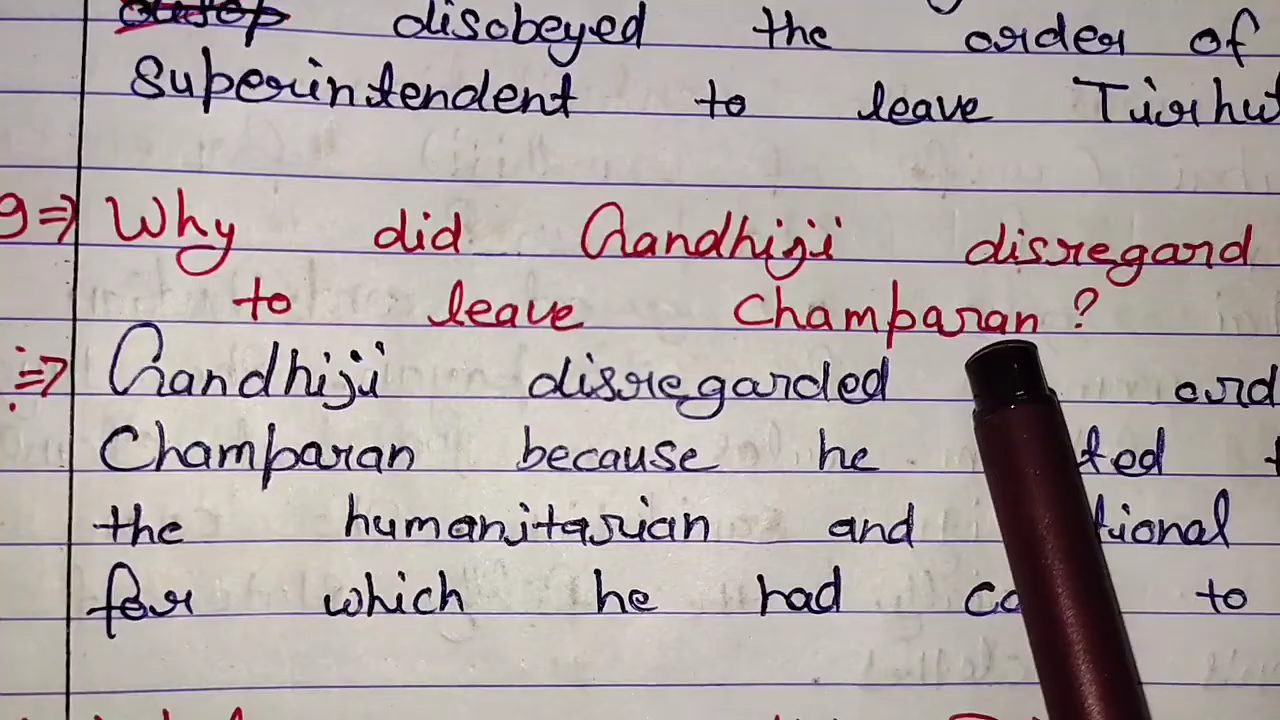 disobeyed the order of
Superintendent to leave Tirhut
9⇒ Why did Gandhiji disregard
to leave Champaran?
⇒ Gandhiji disregarded ord
Champaran because he ted
the humanitarian and tional
for which he had co to